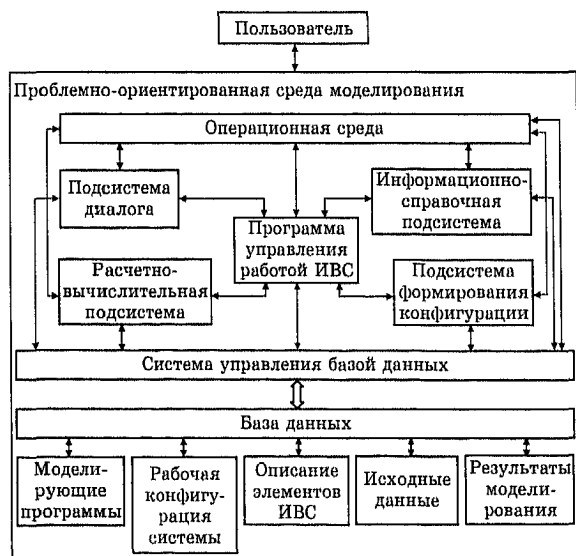 Пользователь
Проблемно-ориентированная среда моделирования
Операционная среда
Подсистема
диалога
Информационно-
справочная
подсистема
Программа
управления
работой ИВС
Расчетно-
вычислительная
подсистема
Подсистема
формирования
конфигурации
Система управления базой данных
База данных
Модели-
рующие
программы
Рабочая
конфигу-
рация
системы
Описание
элементов
ИВС
Исходные
данные
Результаты
модели-
рования